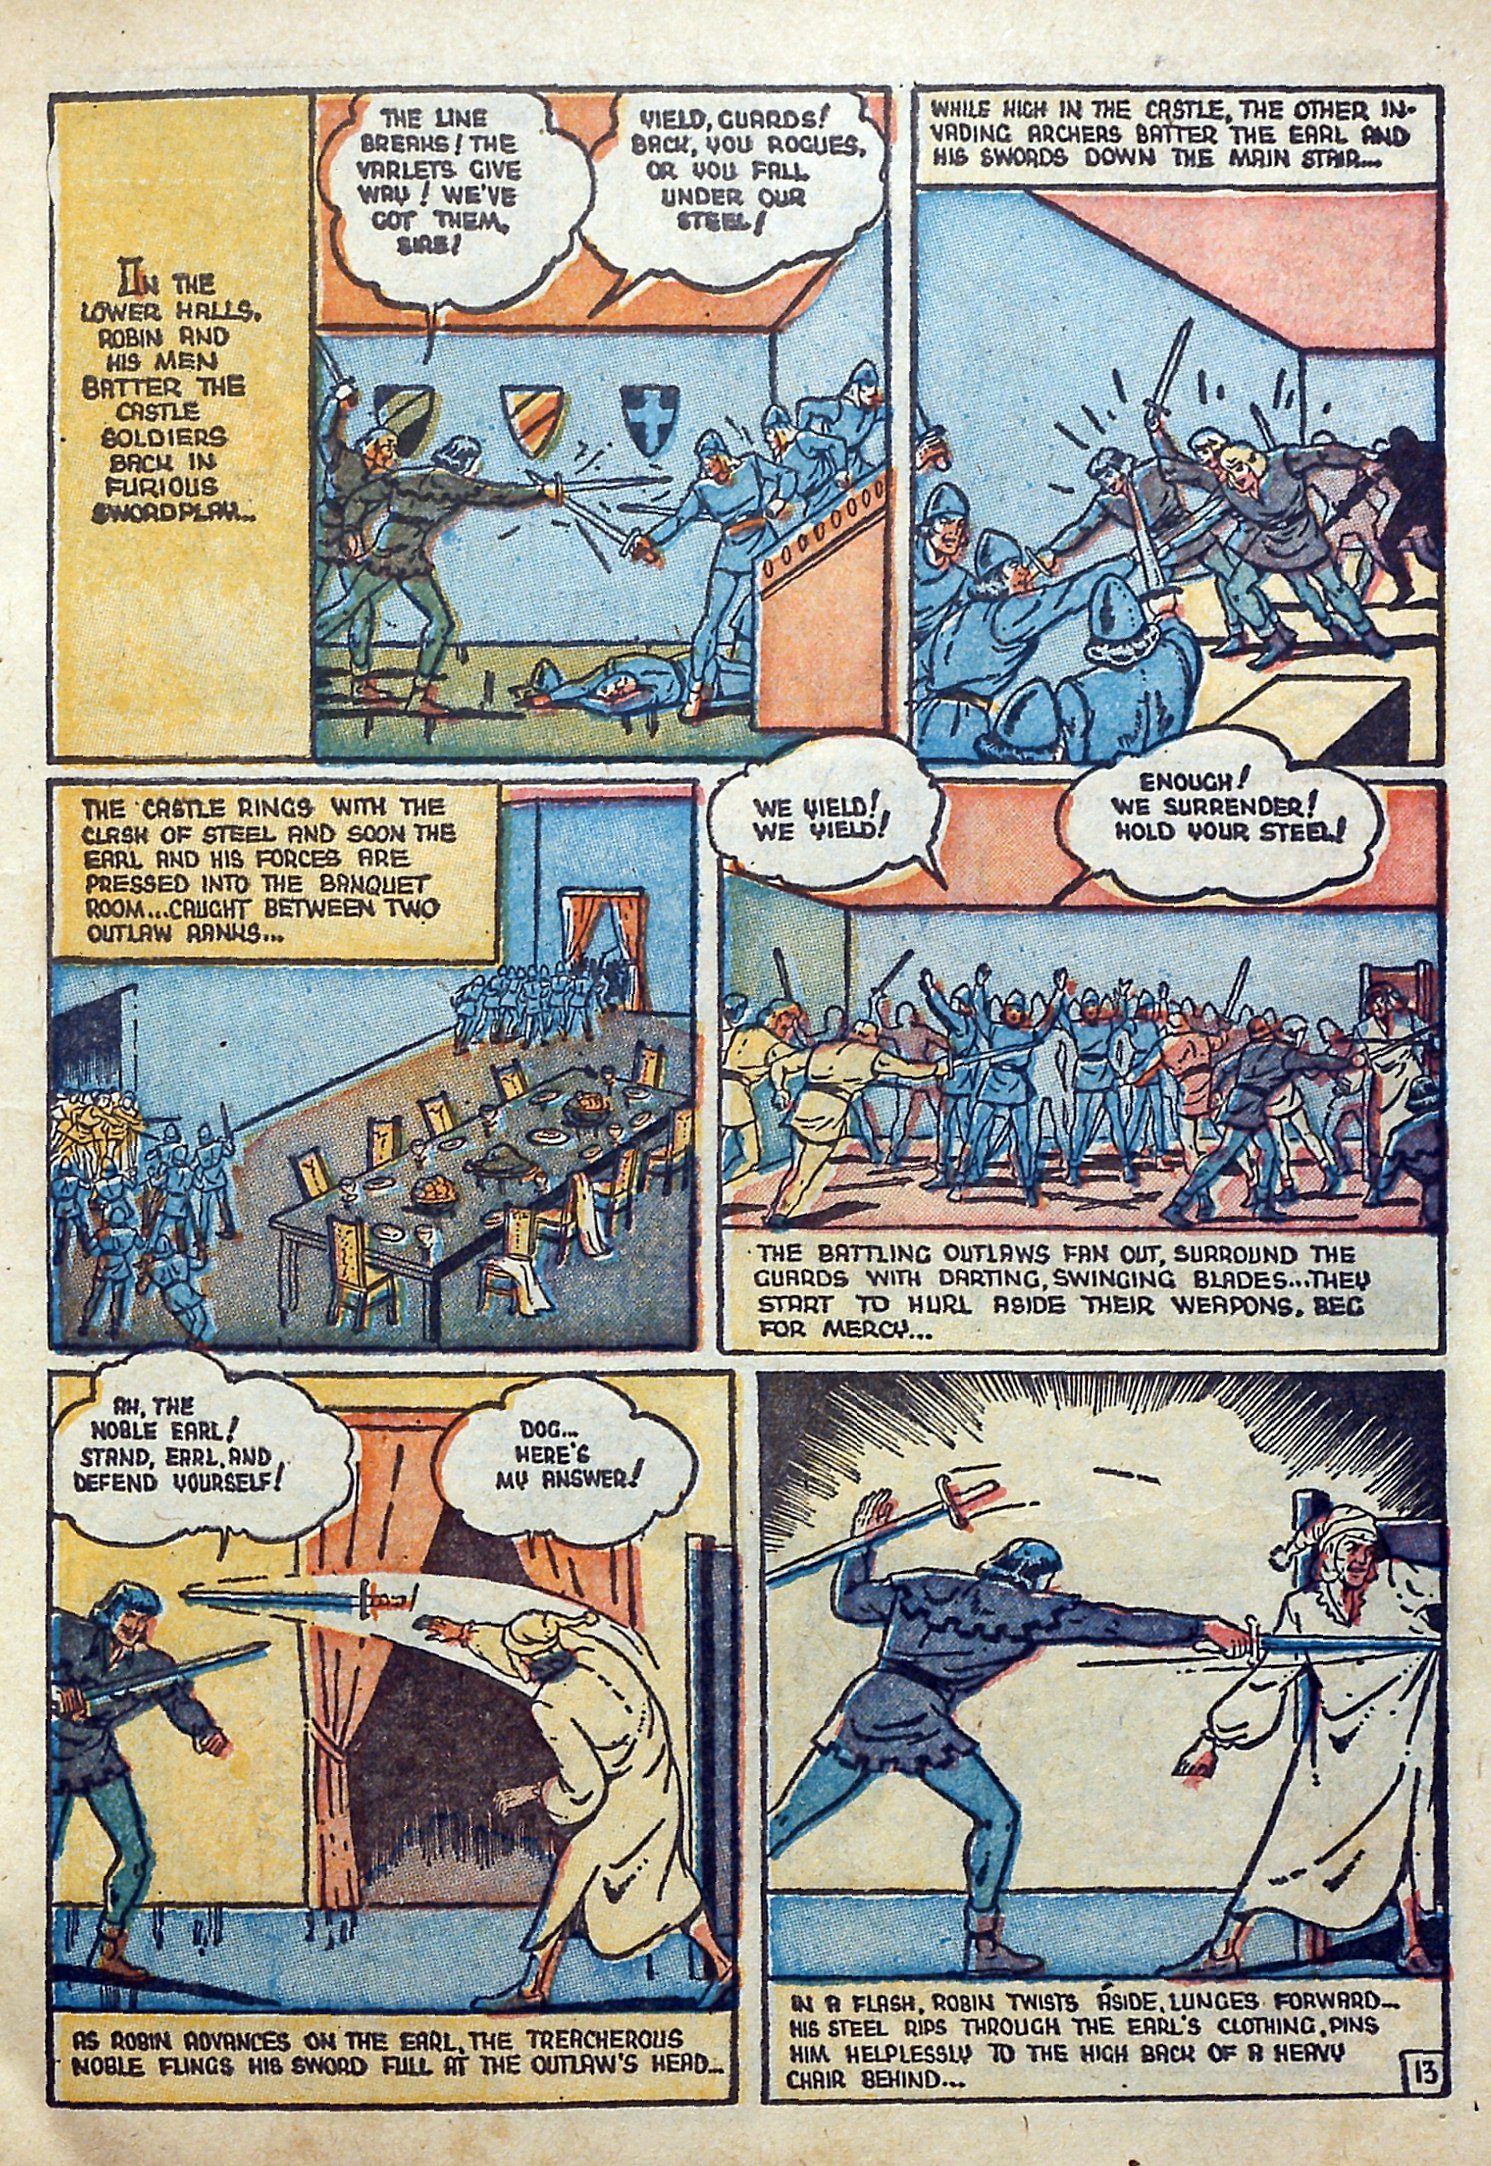 IN THE
LOWER HALLS,
ROBIN AND
HIS MEN
BATTER THE
CASTLE
SOLDIERS
BACK IN
FURIOUS
SWORDPLAY...
THE LINE
BREAKS! THE
VARLETS GIVE
WAY! WE'VE
GOT THEM,
SIRE!
YIELD, GUARDS!
BACK, YOU ROGUES,
OR YOU FALL
UNDER OUR
STEEL!
WHILE HIGH IN THE CASTLE, THE OTHER IN-
VADING ARCHERS BATTER THE EARL AND
HIS SWORDS DOWN THE MAIN STAIR...
THE CASTLE RINGS WITH THE
CLASH OF STEEL AND SOON THE
EARL AND HIS FORCES ARE
PRESSED INTO THE BANQUET
ROOM...CAUGHT BETWEEN TWO
OUTLAW RANKS...
WE YIELD!
WE YIELD!
ENOUGH!
WE SURRENDER!
HOLD YOUR STEEL!
THE BATTLING OUTLAWS FAN OUT, SURROUND THE
GUARDS WITH DARTING, SWINGING BLADES...THEY
START TO HURL ASIDE THEIR WEAPONS, BEG
FOR MERCY...
AH, THE
NOBLE EARL!
STAND, EARL, AND
DEFEND YOURSELF!
DOG...
HERE'S
MY ANSWER!
AS ROBIN ADVANCES ON THE EARL, THE TREACHEROUS
NOBLE FLINGS HIS SWORD FULL AT THE OUTLAW'S HEAD...
IN A FLASH, ROBIN TWISTS ASIDE, LUNGES FORWARD...
HIS STEEL RIPS THROUGH THE EARL'S CLOTHING, PINS
HIM HELPLESSLY TO THE HIGH BACK OF A HEAVY
CHAIR BEHIND...
13